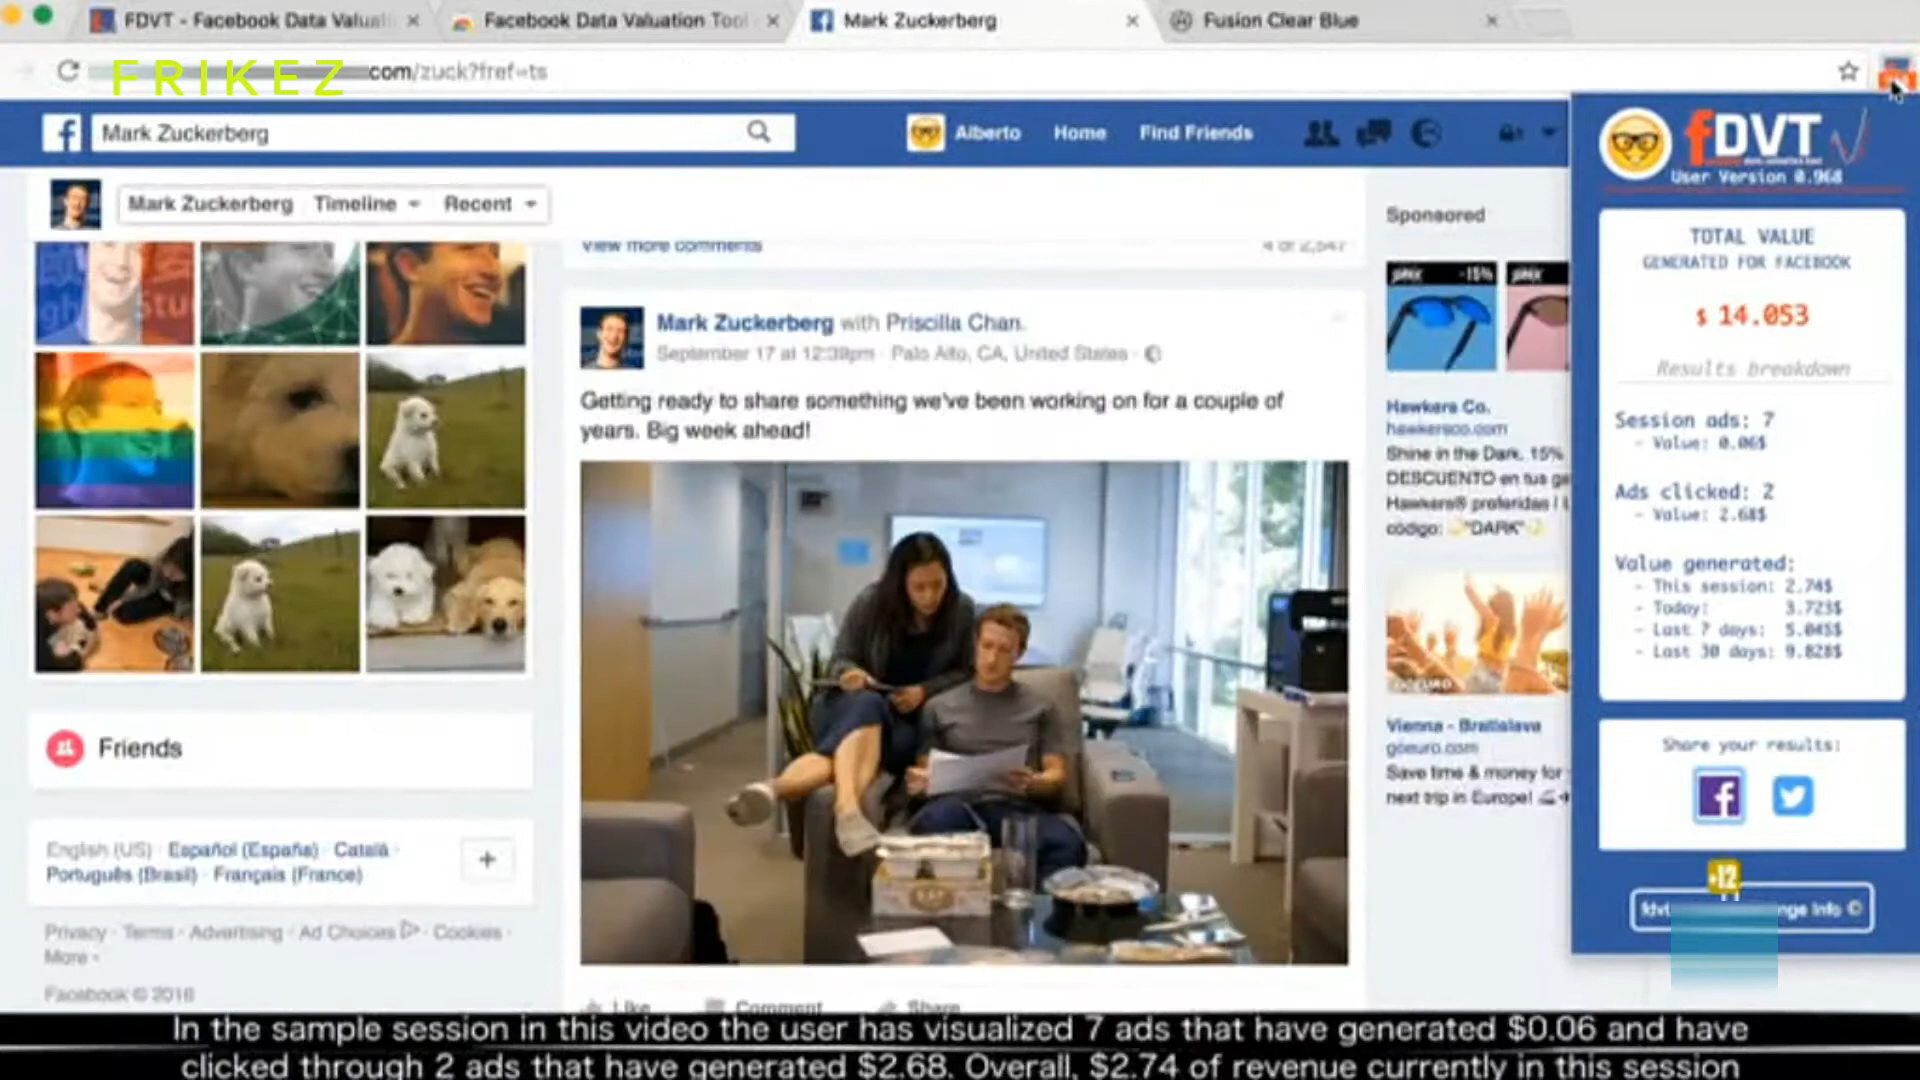 FDVT - Facebook Data Valuati
Facebook Data Valuation Tool
Mark Zuckerberg
Fusion Clear Blue
FRIKEZ
com/zuck?fref=ts
Mark Zuckerberg
Alberto Home Find Friends
fDVT
User Version 0.968
Mark Zuckerberg Timeline Recent
View more comments
Sponsored
TOTAL VALUE
GENERATED FOR FACEBOOK
$ 14.053
Results breakdown
Session ads: 7
- Value: 0.06$
Ads clicked: 2
- Value: 2.68$
Value generated:
- This session: 2.74$
- Today: 3.723$
- Last 7 days: 5.045$
- Last 30 days: 9.828$
Share your results:
+12
Mark Zuckerberg with Priscilla Chan.
September 17 at 12:39pm · Palo Alto, CA, United States ·
Getting ready to share something we've been working on for a couple of
years. Big week ahead!
-15%
Hawkers Co.
hawkersco.com
Shine in the Dark. 15%
DESCUENTO en tus ga
Hawkers® preferidas
código: "DARK"
Vienna - Bratislava
goeuro.com
Save time & money for
next trip in Europe!
Friends
English (US) · Español (España) · Català ·
Português (Brasil) · Français (France)
Privacy · Terms · Advertising · Ad Choices · Cookies ·
More
Facebook © 2016
Like Comment Share
In the sample session in this video the user has visualized 7 ads that have generated $0.06 and have
clicked through 2 ads that have generated $2.68. Overall, $2.74 of revenue currently in this session